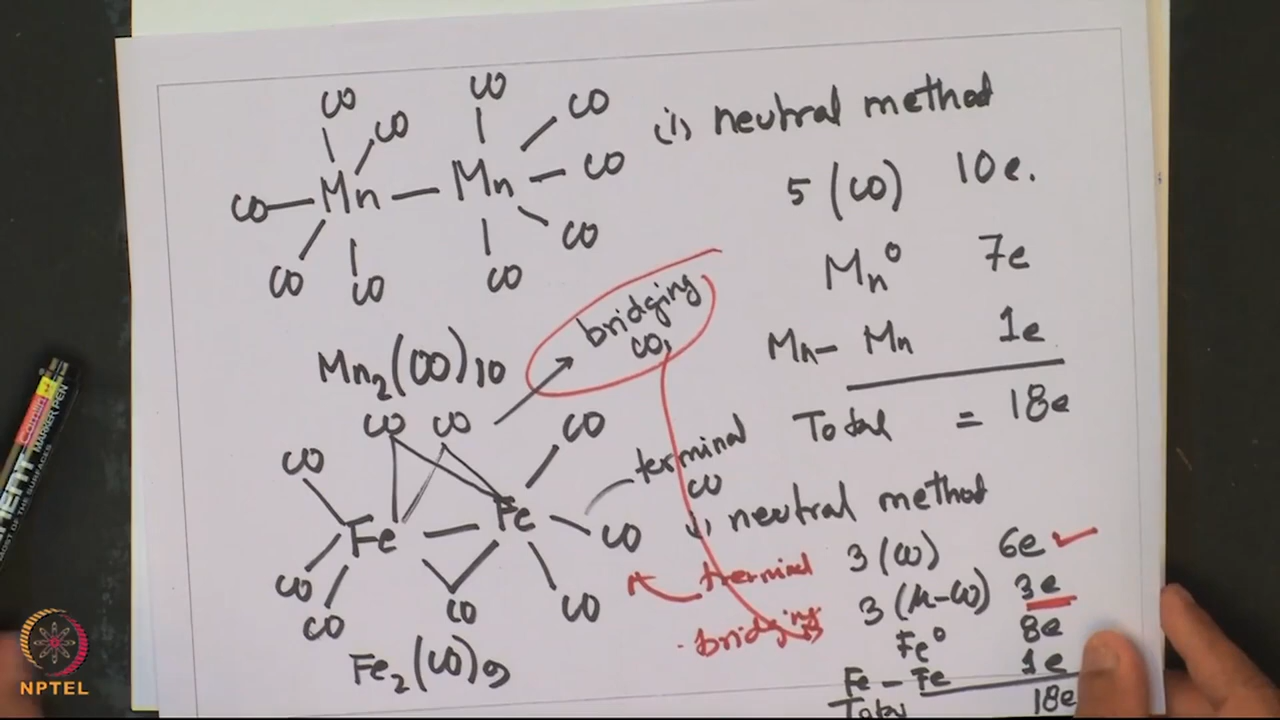 CO
CO
CO
CO
CO — Mn — Mn — CO
CO
CO
CO
CO
CO
Mn2(CO)10
i, neutral method
5 (CO) 10e.
Mn⁰ 7e
Mn – Mn 1e
Total = 18e
bridging
CO,
CO
CO
CO
CO
terminal
CO
Fe — Fe
CO
CO
CO
CO
CO
Fe2(CO)9
i, neutral method
3 (CO) 6e
3 (μ-CO) 3e
Fe⁰ 8e
Fe – Fe 1e
Total 18e
bridging
COMLIN
MARKER PEN
NPTEL